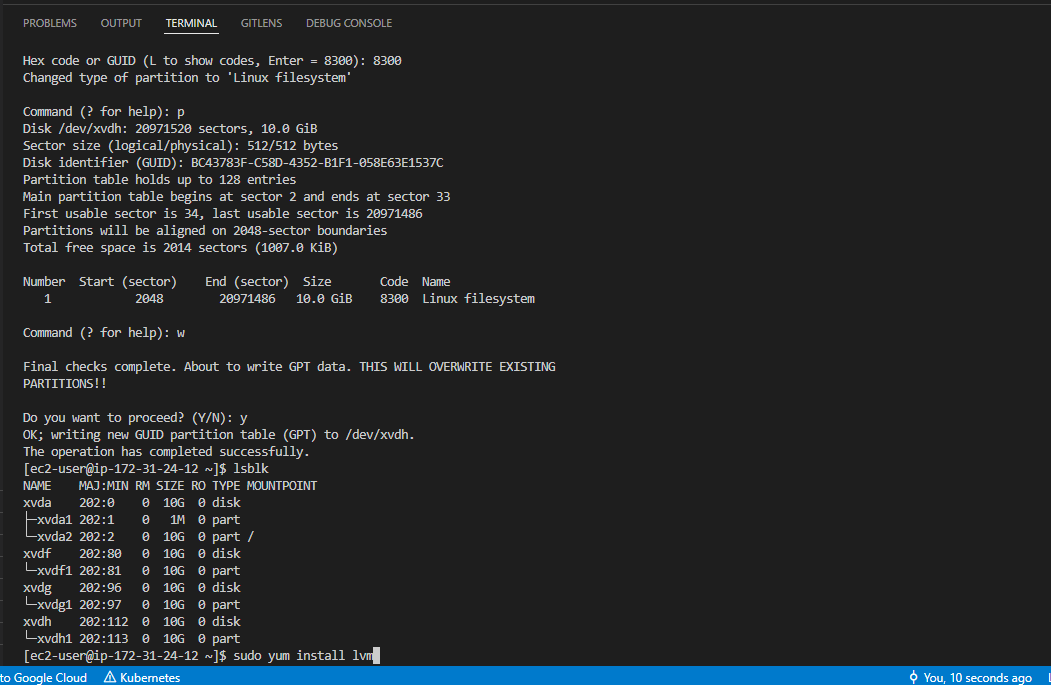 PROBLEMS OUTPUT TERMINAL GITLENS DEBUG CONSOLE
Hex code or GUID (L to show codes, Enter = 8300): 8300
Changed type of partition to 'Linux filesystem'
Command (? for help): p
Disk /dev/xvdh: 20971520 sectors, 10.0 GiB
Sector size (logical/physical): 512/512 bytes
Disk identifier (GUID): BC43783F-C58D-4352-B1F1-058E63E1537C
Partition table holds up to 128 entries
Main partition table begins at sector 2 and ends at sector 33
First usable sector is 34, last usable sector is 20971486
Partitions will be aligned on 2048-sector boundaries
Total free space is 2014 sectors (1007.0 KiB)
Number  Start (sector)    End (sector)  Size       Code  Name
   1            2048        20971486   10.0 GiB    8300  Linux filesystem
Command (? for help): w
Final checks complete. About to write GPT data. THIS WILL OVERWRITE EXISTING
PARTITIONS!!
Do you want to proceed? (Y/N): y
OK; writing new GUID partition table (GPT) to /dev/xvdh.
The operation has completed successfully.
[ec2-user@ip-172-31-24-12 ~]$ lsblk
NAME    MAJ:MIN RM SIZE RO TYPE MOUNTPOINT
xvda    202:0    0  10G  0 disk
├─xvda1 202:1    0   1M  0 part
└─xvda2 202:2    0  10G  0 part /
xvdf    202:80   0  10G  0 disk
└─xvdf1 202:81   0  10G  0 part
xvdg    202:96   0  10G  0 disk
└─xvdg1 202:97   0  10G  0 part
xvdh    202:112  0  10G  0 disk
└─xvdh1 202:113  0  10G  0 part
[ec2-user@ip-172-31-24-12 ~]$ sudo yum install lvm
to Google Cloud Kubernetes You, 10 seconds ago